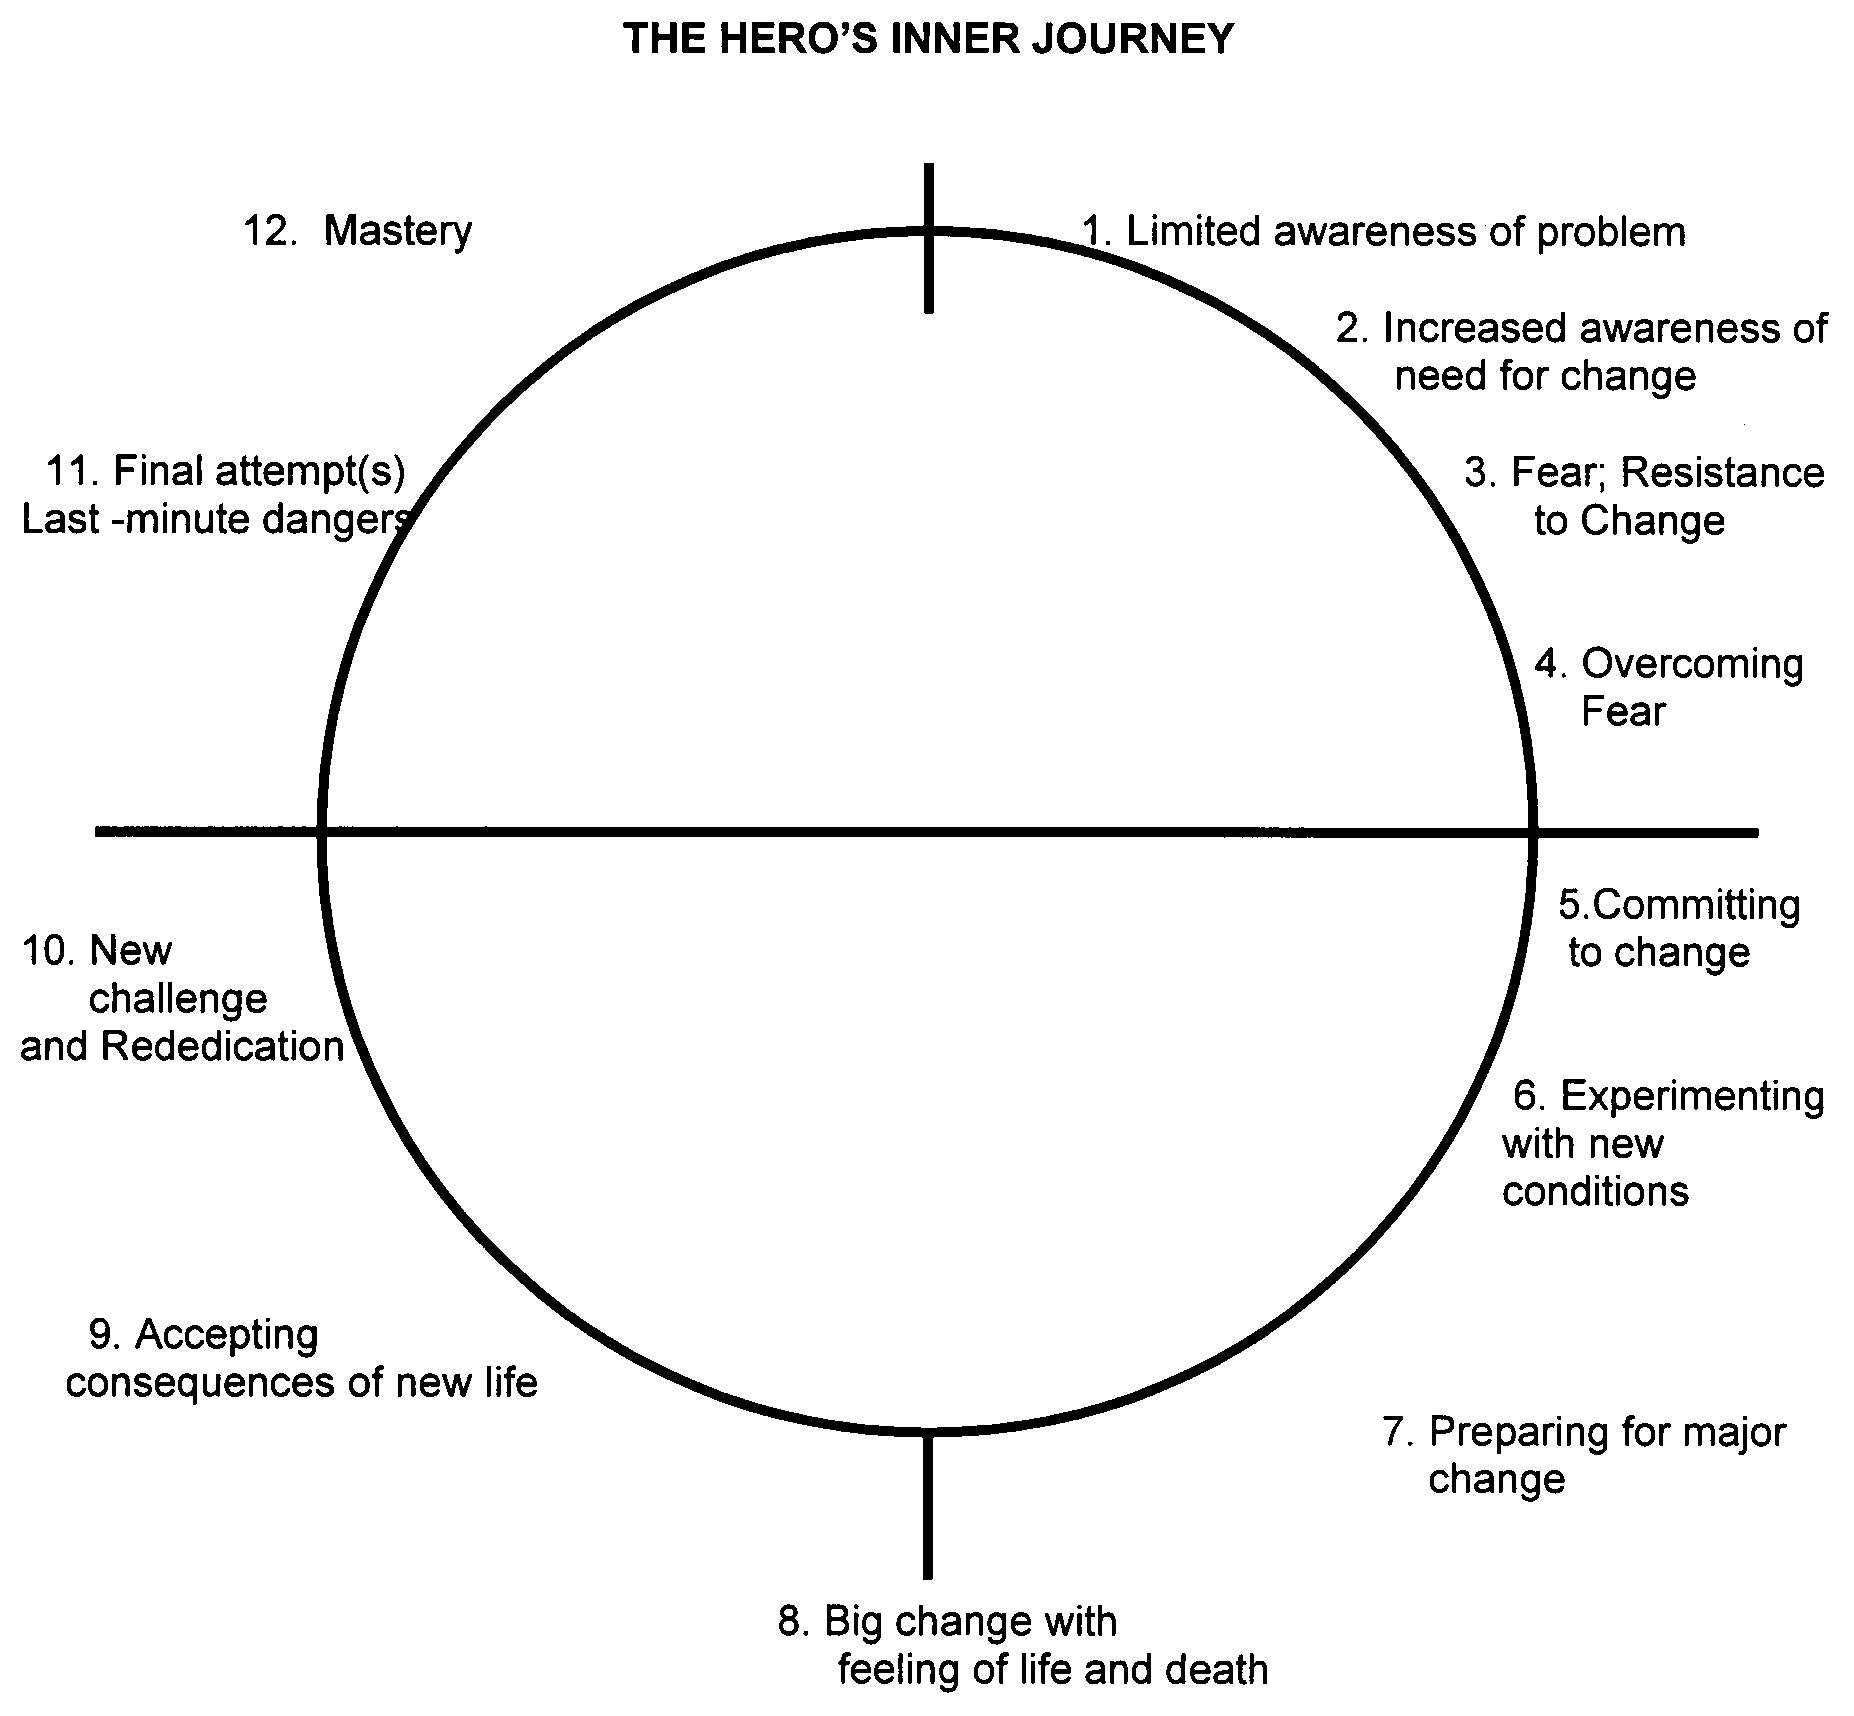 THE HERO'S INNER JOURNEY
12. Mastery
1. Limited awareness of problem
2. Increased awareness of
need for change
3. Fear; Resistance
to Change
4. Overcoming
Fear
5.Committing
to change
6. Experimenting
with new
conditions
7. Preparing for major
change
8. Big change with
feeling of life and death
9. Accepting
consequences of new life
10. New
challenge
and Rededication
11. Final attempt(s)
Last -minute dangers